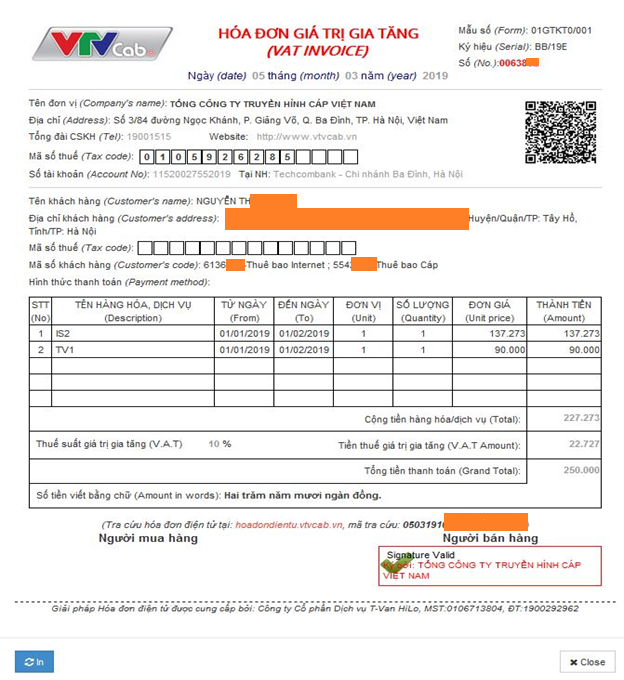 VTVCab
HÓA ĐƠN GIÁ TRỊ GIA TĂNG
(VAT INVOICE)
Ngày (date) 05 tháng (month) 03 năm (year) 2019
Mẫu số (Form): 01GTKT0/001
Ký hiệu (Serial): BB/19E
Số (No.):00638
Tên đơn vị (Company's name): TỔNG CÔNG TY TRUYỀN HÌNH CÁP VIỆT NAM
Địa chỉ (Address): Số 3/84 đường Ngọc Khánh, P. Giảng Võ, Q. Ba Đình, TP. Hà Nội, Việt Nam
Tổng đài CSKH (Tel): 19001515 Website: http://www.vtvcab.vn
Mã số thuế (Tax code): 0 1 0 5 9 2 6 2 8 5
Số tài khoản (Account No): 11520027552019 Tại NH: Techcombank - Chi nhánh Ba Đình, Hà Nội
Tên khách hàng (Customer's name): NGUYỄN TH
Địa chỉ khách hàng (Customer's address): Huyện/Quận/TP: Tây Hồ,
Tỉnh/TP: Hà Nội
Mã số thuế (Tax code):
Mã số khách hàng (Customer's code): 6136 -Thuê bao Internet ; 554 Thuê bao Cáp
Hình thức thanh toán (Payment method):
STT (No) TÊN HÀNG HÓA, DỊCH VỤ (Description) TỪ NGÀY (From) ĐẾN NGÀY (To) ĐƠN VỊ (Unit) SỐ LƯỢNG (Quantity) ĐƠN GIÁ (Unit price) THÀNH TIỀN (Amount)
1 IS2 01/01/2019 01/02/2019 1 1 137.273 137.273
2 TV1 01/01/2019 01/02/2019 1 1 90.000 90.000
Cộng tiền hàng hóa/dịch vụ (Total): 227.273
Thuế suất giá trị gia tăng (V.A.T) 10 % Tiền thuế giá trị gia tăng (V.A.T Amount): 22.727
Tổng tiền thanh toán (Grand Total): 250.000
Số tiền viết bằng chữ (Amount in words): Hai trăm năm mươi ngàn đồng.
(Tra cứu hóa đơn điện tử tại: hoadondientu.vtvcab.vn, mã tra cứu: 0503191
Người mua hàng Người bán hàng
Signature Valid
Ký bởi: TỔNG CÔNG TY TRUYỀN HÌNH CÁP
VIỆT NAM
Giải pháp Hóa đơn điện tử được cung cấp bởi: Công ty Cổ phần Dịch vụ T-Van HiLo, MST:0106713804, ĐT:1900292962
In
Close